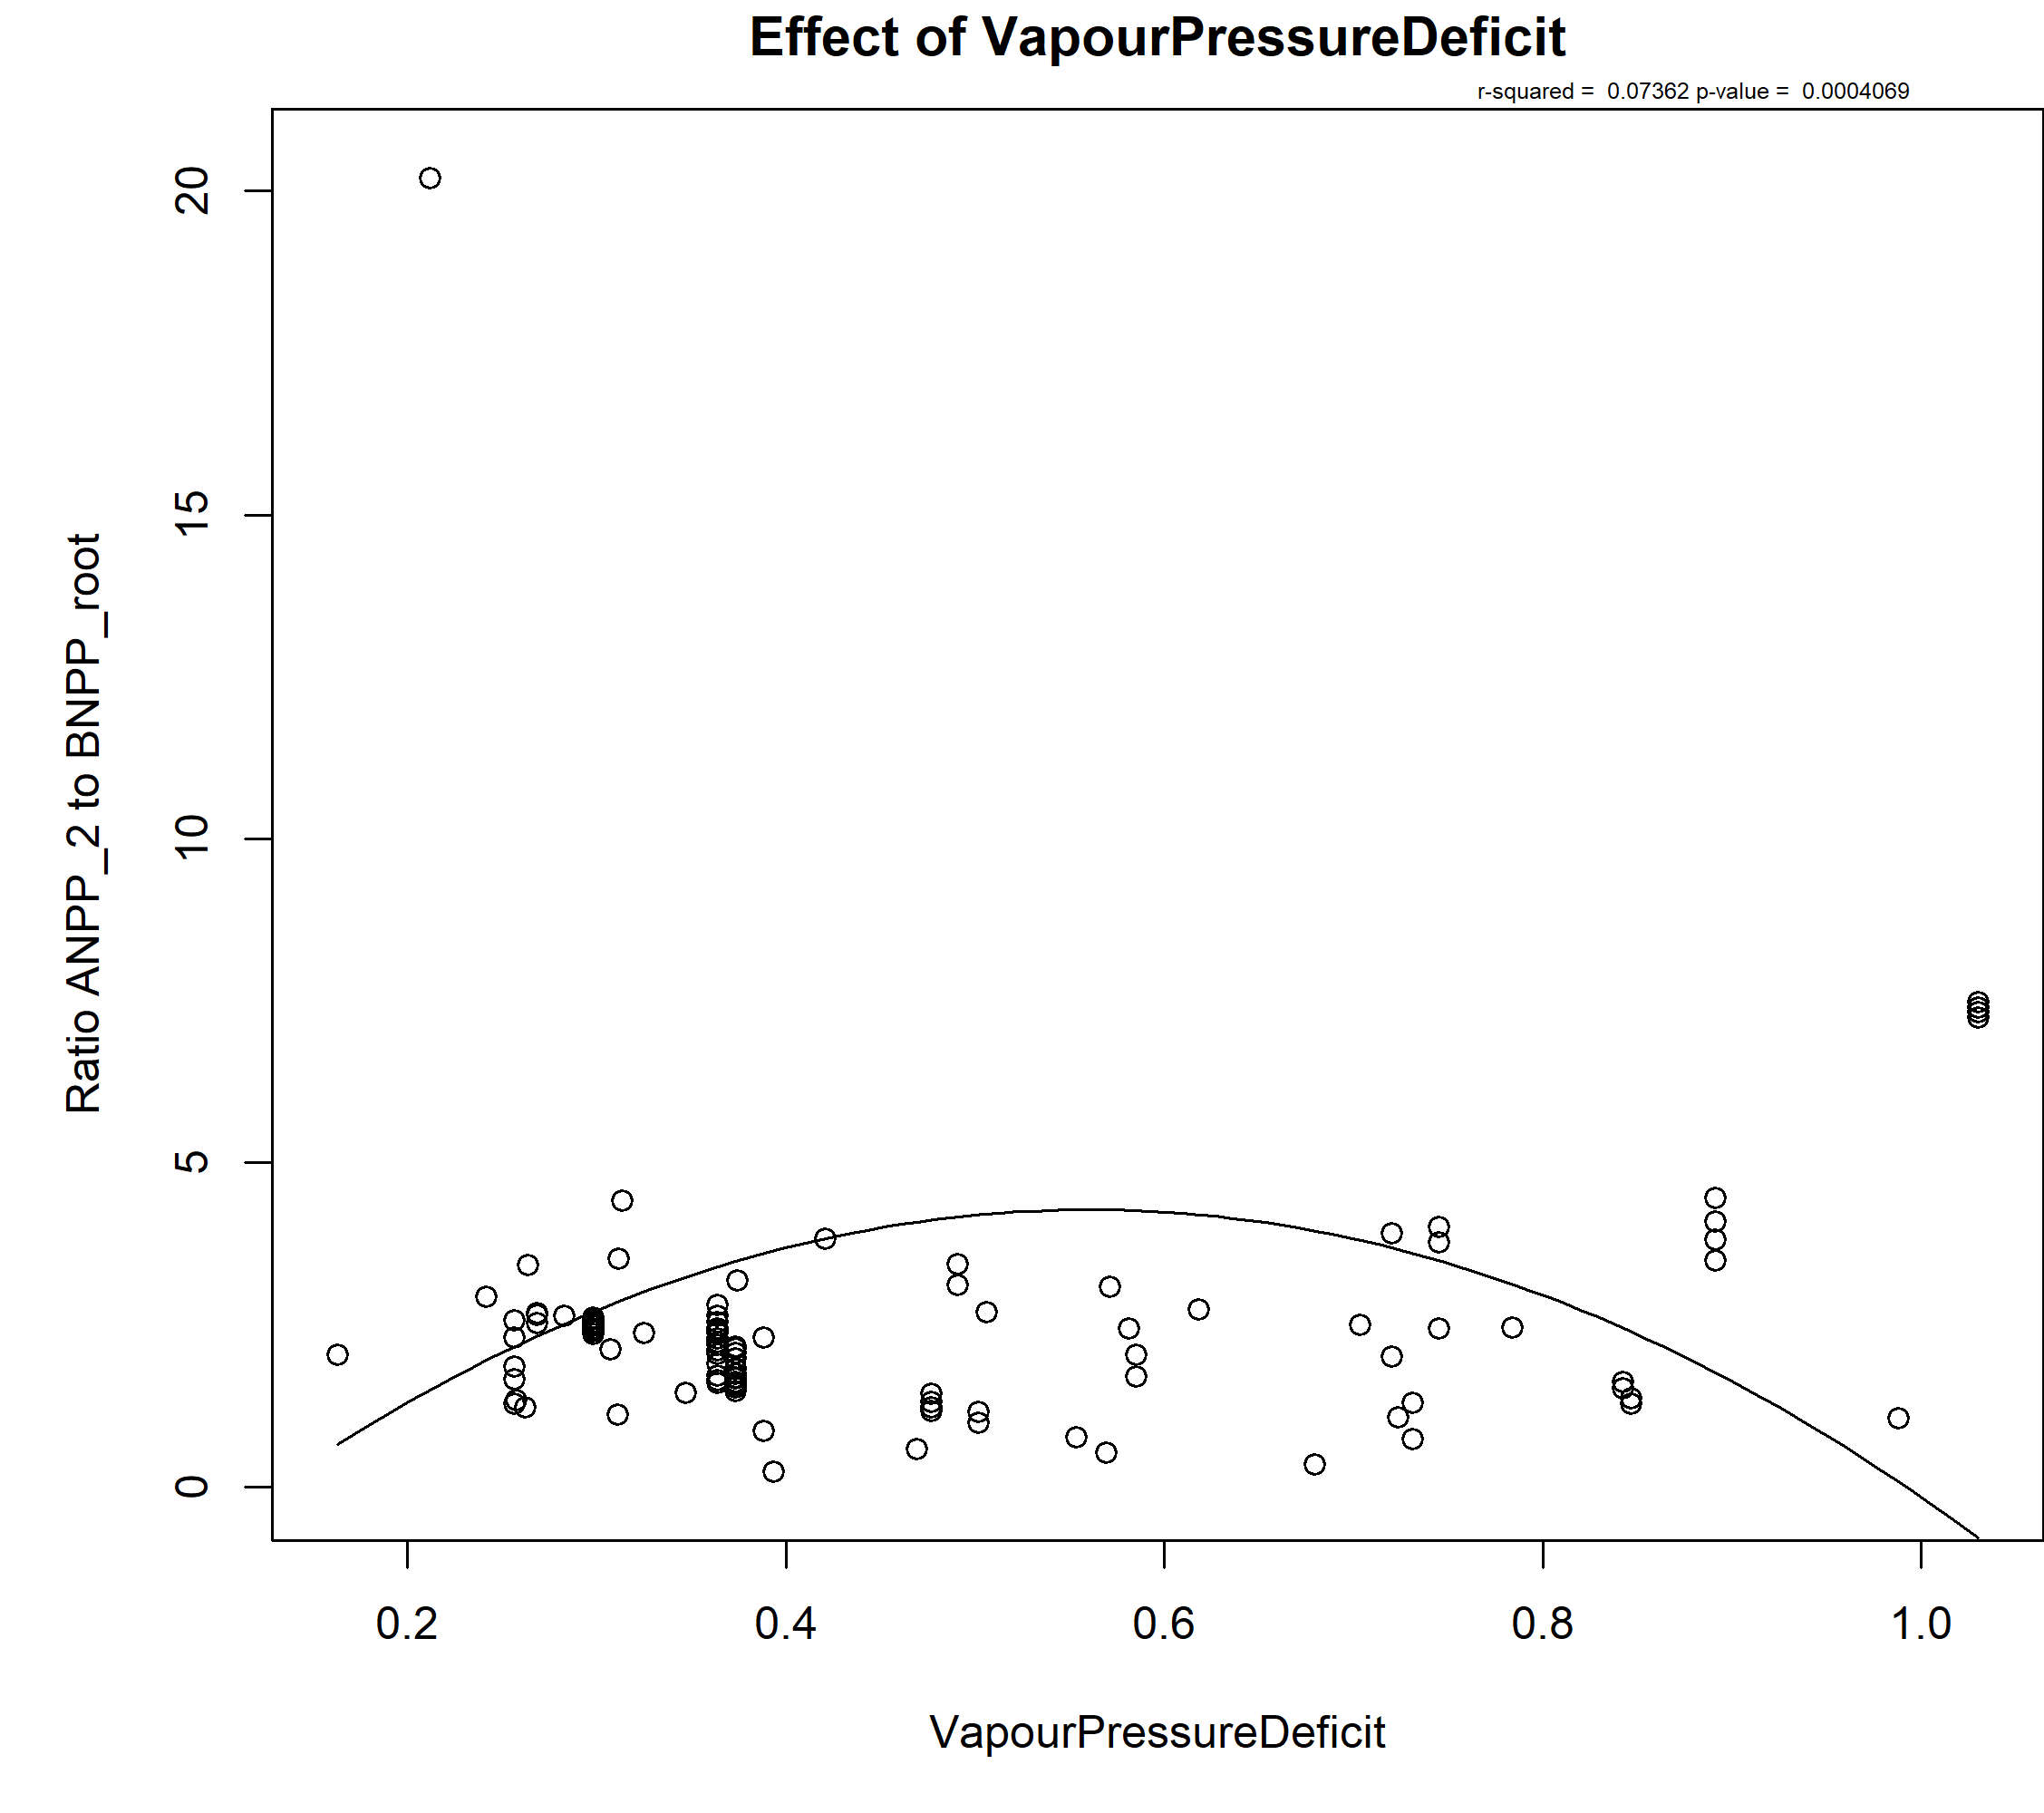 Effect of VapourPressureDeficit
r-squared = 0.07362 p-value = 0.0004069
Ratio ANPP_2 to BNPP_root
20
15
10
5
0
0.2 0.4 0.6 0.8 1.0
VapourPressureDeficit